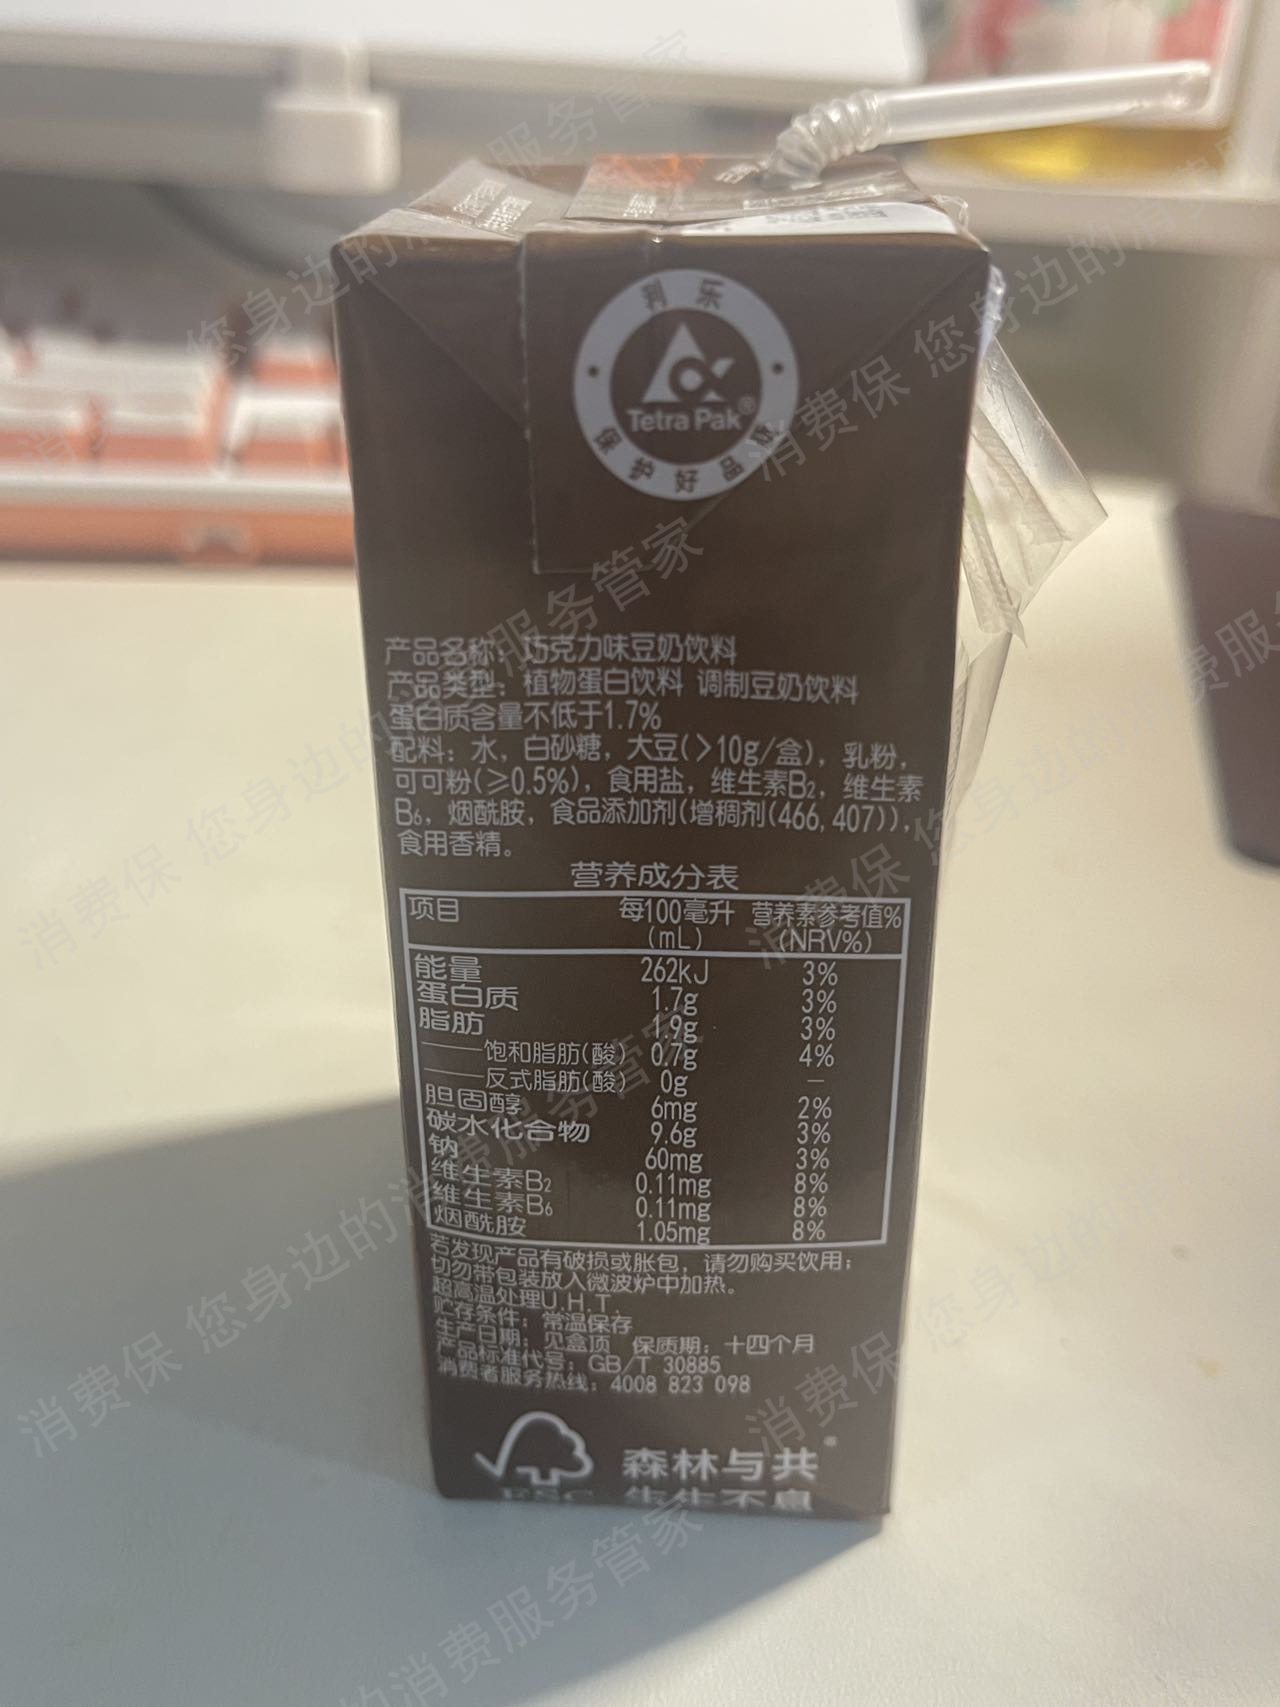 利乐
Tetra Pak®
保护好品质
产品名称：巧克力味豆奶饮料
产品类型：植物蛋白饮料 调制豆奶饮料
蛋白质含量不低于1.7%
配料：水，白砂糖，大豆(>10g/盒)，乳粉，
可可粉(≥0.5%)，食用盐，维生素B₂，维生素
B₆，烟酰胺，食品添加剂(增稠剂(466,407))，
食用香精。
营养成分表
项目 每100毫升(mL) 营养素参考值%(NRV%)
能量 262kJ 3%
蛋白质 1.7g 3%
脂肪 1.9g 3%
——饱和脂肪(酸) 0.7g 4%
——反式脂肪(酸) 0g —
胆固醇 6mg 2%
碳水化合物 9.6g 3%
钠 60mg 3%
维生素B₂ 0.11mg 8%
维生素B₆ 0.11mg 8%
烟酰胺 1.05mg 8%
若发现产品有破损或胀包，请勿购买饮用；
切勿带包装放入微波炉中加热。
超高温处理U.H.T.
贮存条件：常温保存
生产日期：见盒顶 保质期：十四个月
产品标准代号：GB/T 30885
消费者服务热线：4008 823 098
森林与共
FSC 生生不息
消费保 您身边的消费服务管家